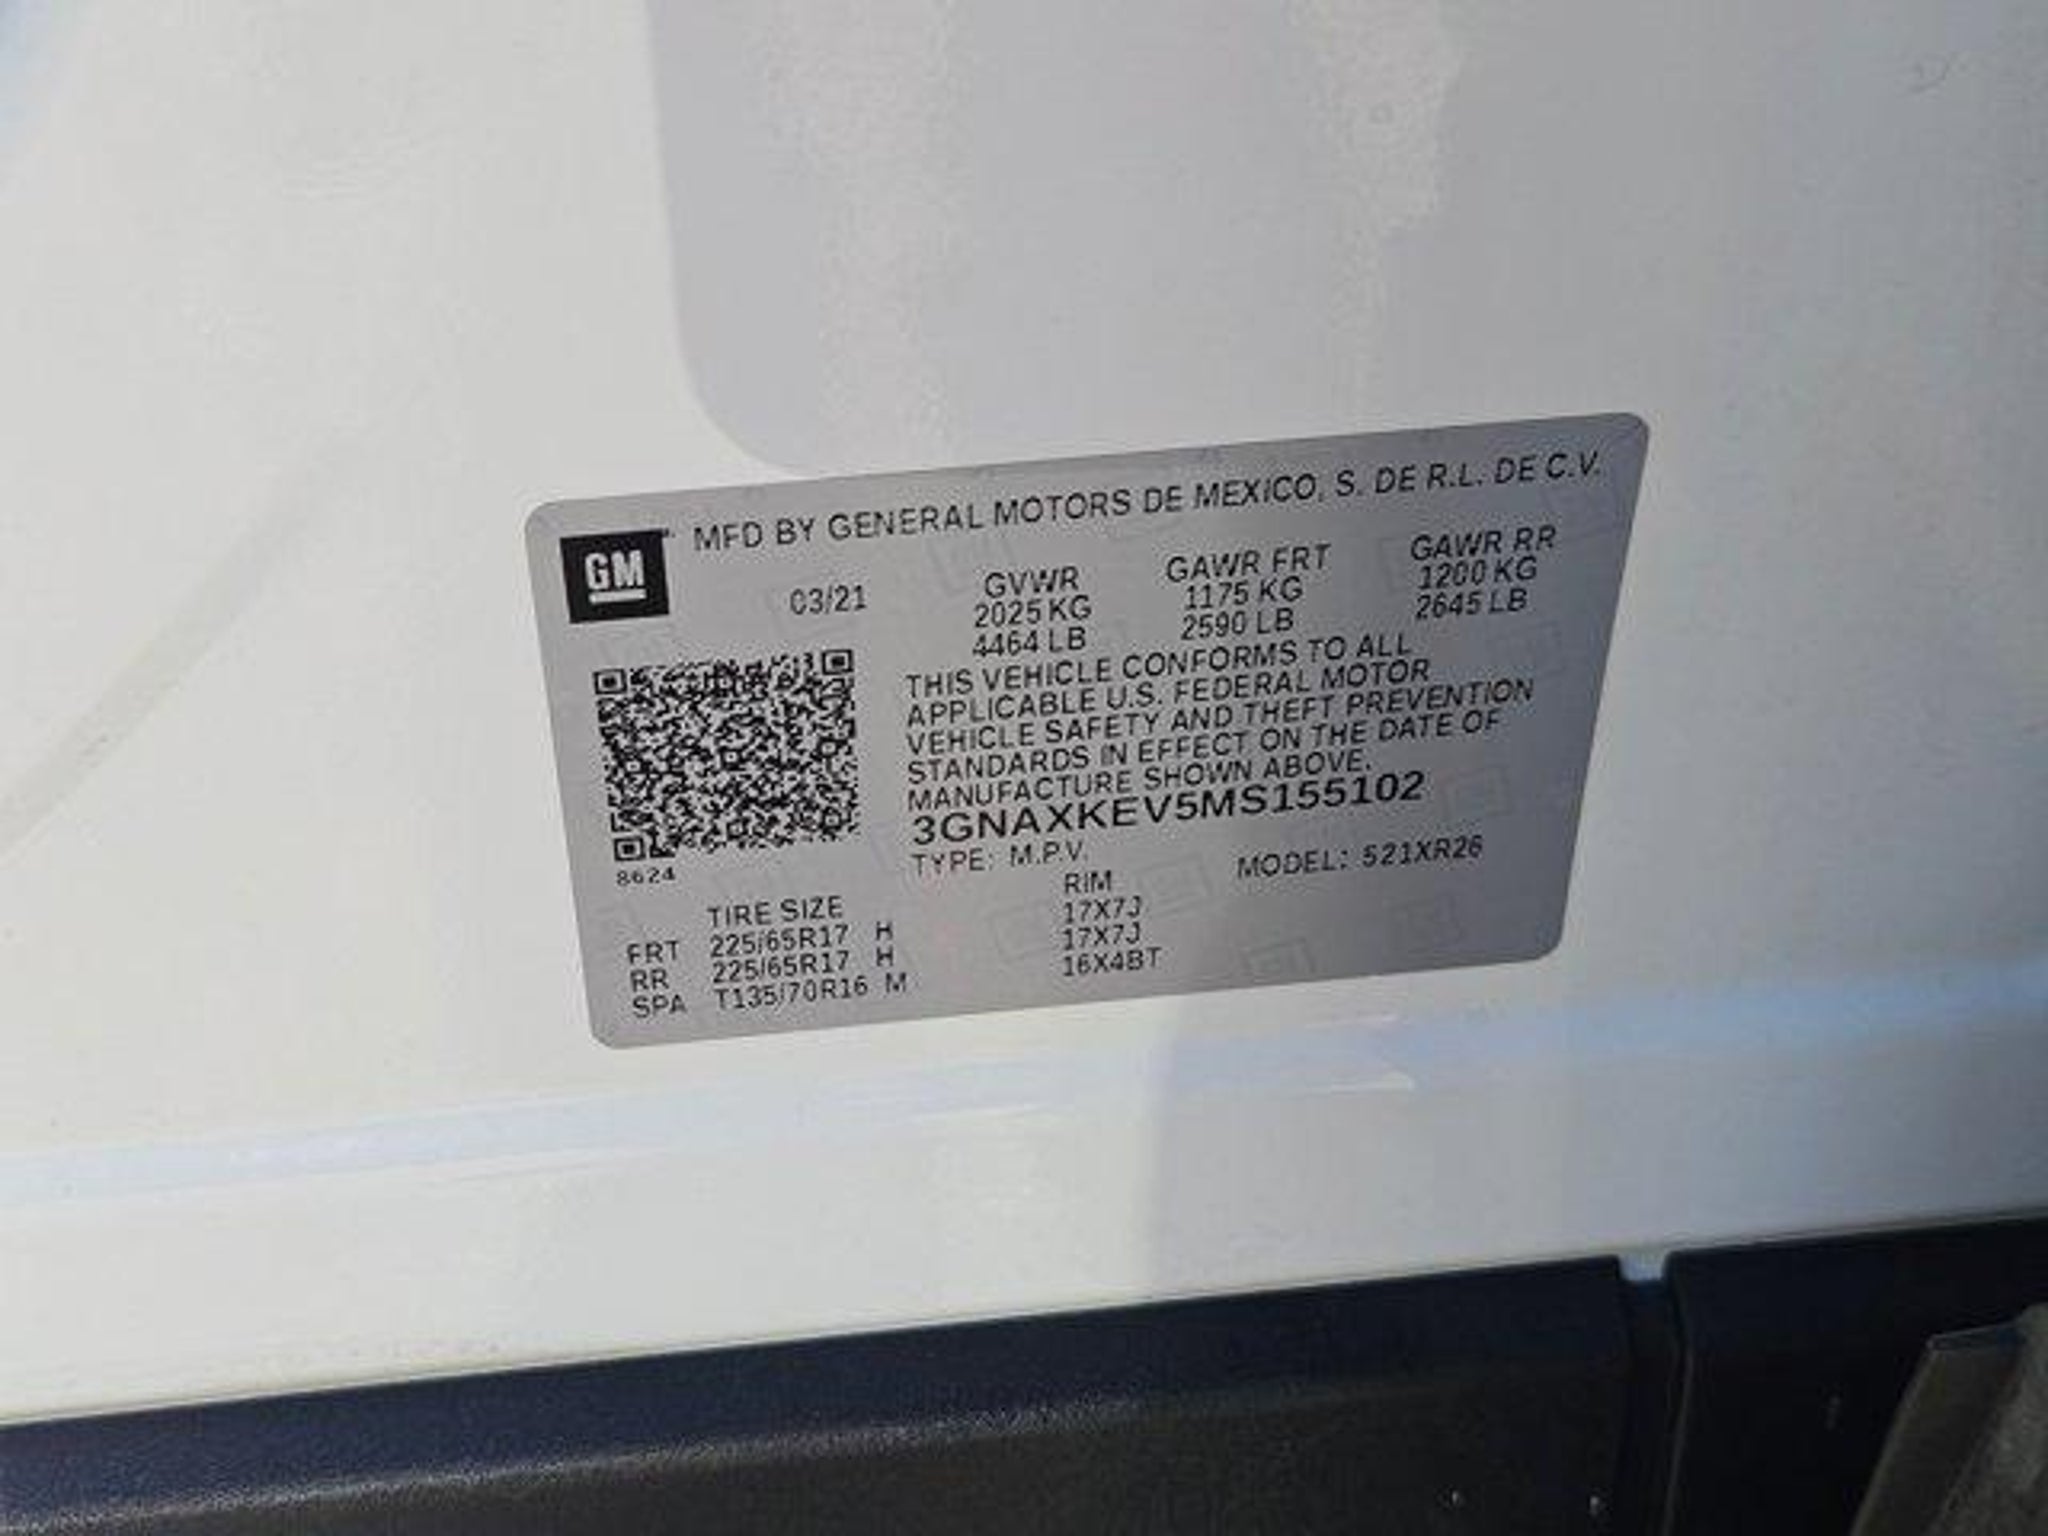 MFD BY GENERAL MOTORS DE MEXICO, S. DE R.L. DE C.V.
GM
03/21
GVWR GAWR FRT GAWR RR
2025 KG 1175 KG 1200 KG
4464 LB 2590 LB 2645 LB
THIS VEHICLE CONFORMS TO ALL
APPLICABLE U.S. FEDERAL MOTOR
VEHICLE SAFETY AND THEFT PREVENTION
STANDARDS IN EFFECT ON THE DATE OF
MANUFACTURE SHOWN ABOVE.
3GNAXKEV5MS155102
TYPE: M.P.V. MODEL: 521XR26
8624
TIRE SIZE RIM
FRT 225/65R17 H 17X7J
RR 225/65R17 H 17X7J
SPA T135/70R16 M 16X4BT